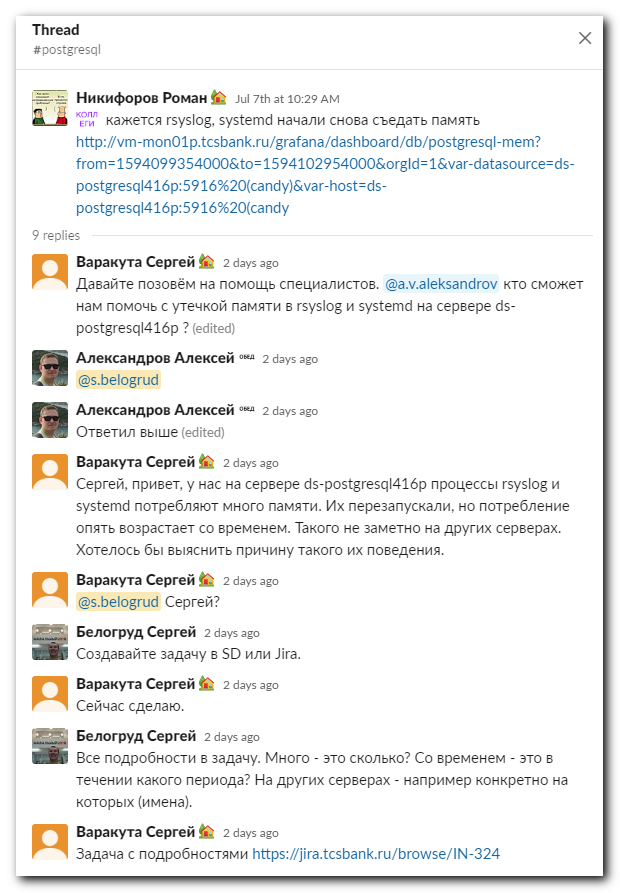 Thread
#postgresql
Никифоров Роман Jul 7th at 10:29 AM
КОЛЛЕГИ кажется rsyslog, systemd начали снова съедать память
http://vm-mon01p.tcsbank.ru/grafana/dashboard/db/postgresql-mem?
from=1594099354000&to=1594102954000&orgId=1&var-datasource=ds-
postgresql416p:5916%20(candy)&var-host=ds-
postgresql416p:5916%20(candy
9 replies
Варакута Сергей 2 days ago
Давайте позовём на помощь специалистов. @a.v.aleksandrov кто сможет
нам помочь с утечкой памяти в rsyslog и systemd на сервере ds-
postgresql416p ? (edited)
Александров Алексей ОБЕД 2 days ago
@s.belogrud
Александров Алексей ОБЕД 2 days ago
Ответил выше (edited)
Варакута Сергей 2 days ago
Сергей, привет, у нас на сервере ds-postgresql416p процессы rsyslog и
systemd потребляют много памяти. Их перезапускали, но потребление
опять возрастает со временем. Такого не заметно на других серверах.
Хотелось бы выяснить причину такого их поведения.
Варакута Сергей 2 days ago
@s.belogrud Сергей?
Белогруд Сергей 2 days ago
Создавайте задачу в SD или Jira.
Варакута Сергей 2 days ago
Сейчас сделаю.
Белогруд Сергей 2 days ago
Все подробности в задачу. Много - это сколько? Со временем - это в
течении какого периода? На других серверах - например конкретно на
которых (имена).
Варакута Сергей 2 days ago
Задача с подробностями https://jira.tcsbank.ru/browse/IN-324